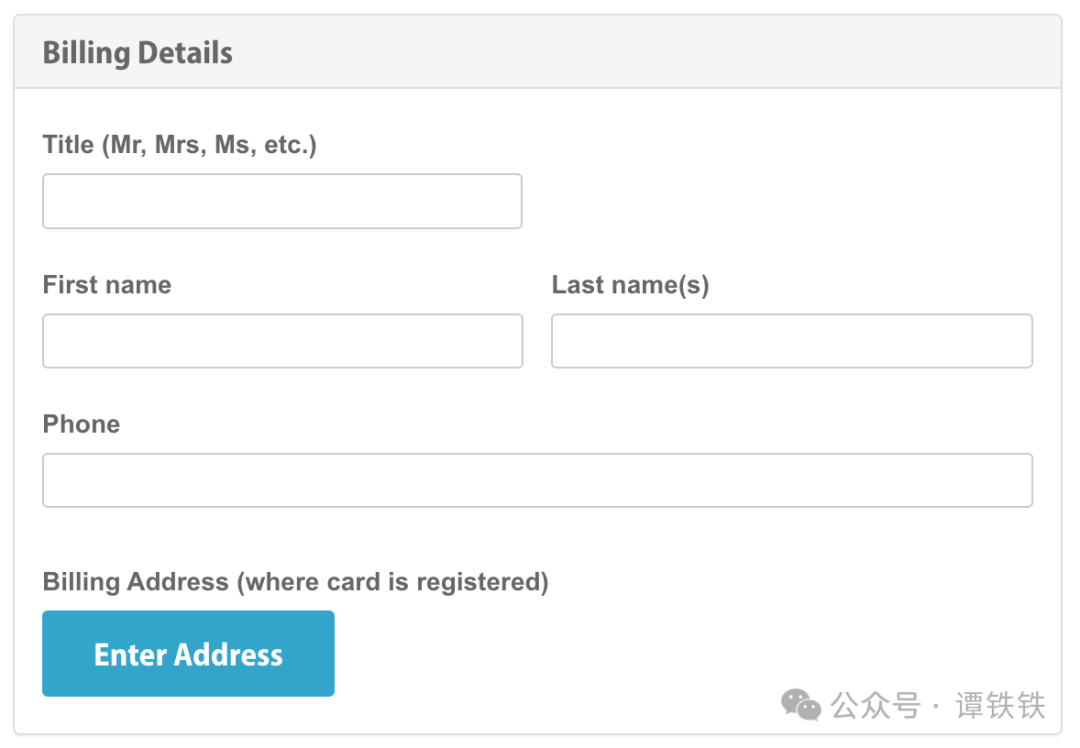 Billing Details
Title (Mr, Mrs, Ms, etc.)
First name
Last name(s)
Phone
Billing Address (where card is registered)
Enter Address
公众号 · 谭铁铁